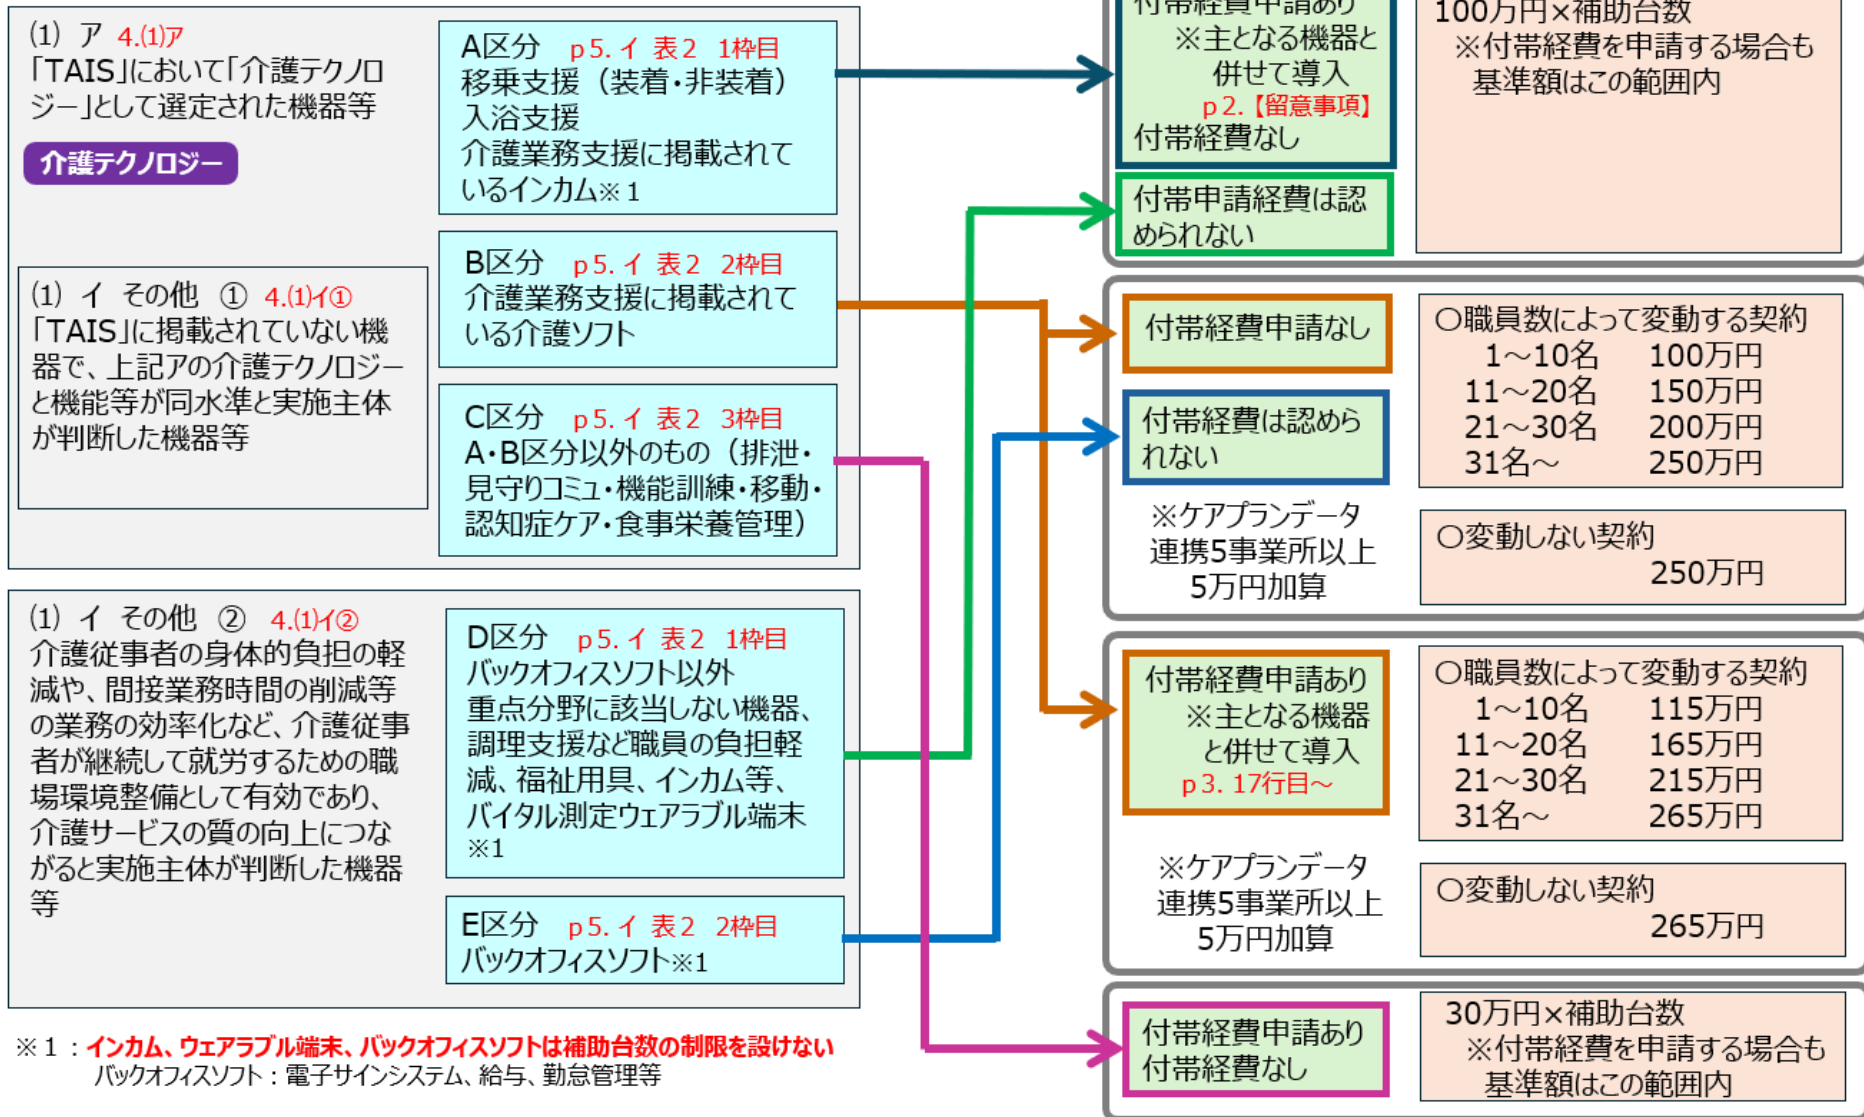 (1) ア 4.(1)ア
「TAIS」において「介護テクノロ
ジー」として選定された機器等
介護テクノロジー
(1) イ その他 ① 4.(1)イ①
「TAIS」に掲載されていない機
器で、上記アの介護テクノロジー
と機能等が同水準と実施主体
が判断した機器等
A区分 p5.イ 表2 1枠目
移乗支援（装着・非装着）
入浴支援
介護業務支援に掲載されて
いるインカム※1
B区分 p5.イ 表2 2枠目
介護業務支援に掲載されて
いる介護ソフト
C区分 p5.イ 表2 3枠目
A・B区分以外のもの（排泄・
見守りコミュ・機能訓練・移動・
認知症ケア・食事栄養管理）
(1) イ その他 ② 4.(1)イ②
介護従事者の身体的負担の軽
減や、間接業務時間の削減等
の業務の効率化など、介護従事
者が継続して就労するための職
場環境整備として有効であり、
介護サービスの質の向上につな
がると実施主体が判断した機器
等
D区分 p5.イ 表2 1枠目
バックオフィスソフト以外
重点分野に該当しない機器、
調理支援など職員の負担軽
減、福祉用具、インカム等、
バイタル測定ウェアラブル端末
※1
E区分 p5.イ 表2 2枠目
バックオフィスソフト※1
※1：インカム、ウェアラブル端末、バックオフィスソフトは補助台数の制限を設けない
バックオフィスソフト：電子サインシステム、給与、勤怠管理等
付帯経費申請あり
※主となる機器と
併せて導入
p2.【留意事項】
付帯経費なし
付帯申請経費は認
められない
100万円×補助台数
※付帯経費を申請する場合も
基準額はこの範囲内
付帯経費申請なし
付帯経費は認めら
れない
※ケアプランデータ
連携5事業所以上
5万円加算
〇職員数によって変動する契約
1～10名 100万円
11～20名 150万円
21～30名 200万円
31名～ 250万円
〇変動しない契約
250万円
付帯経費申請あり
※主となる機器
と併せて導入
p3. 17行目～
※ケアプランデータ
連携5事業所以上
5万円加算
〇職員数によって変動する契約
1～10名 115万円
11～20名 165万円
21～30名 215万円
31名～ 265万円
〇変動しない契約
265万円
付帯経費申請あり
付帯経費なし
30万円×補助台数
※付帯経費を申請する場合も
基準額はこの範囲内